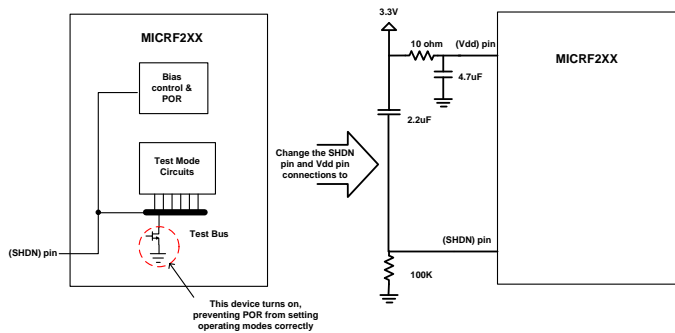 MICRF2XX
Bias
control &
POR
Test Mode
Circuits
Test Bus
(SHDN) pin
This device turns on,
preventing POR from setting
operating modes correctly
Change the SHDN
pin and Vdd pin
connections to
3.3V
10 ohm
(Vdd) pin
4.7uF
2.2uF
(SHDN) pin
100K
MICRF2XX